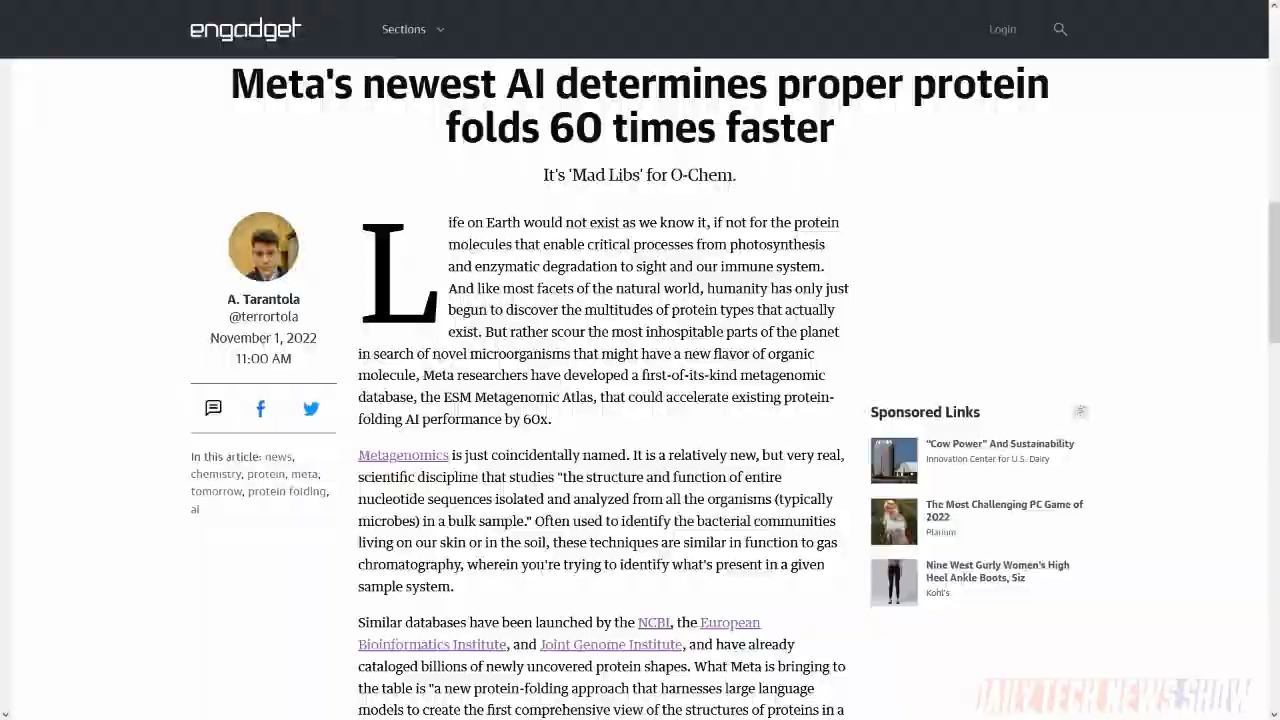 engadget
Sections
Login
Meta's newest AI determines proper protein
folds 60 times faster
It's 'Mad Libs' for O-Chem.
A. Tarantola
@terrortola
November 1, 2022
11:00 AM
In this article: news,
chemistry, protein, meta,
tomorrow, protein folding,
ai
Life on Earth would not exist as we know it, if not for the protein
molecules that enable critical processes from photosynthesis
and enzymatic degradation to sight and our immune system.
And like most facets of the natural world, humanity has only just
begun to discover the multitudes of protein types that actually
exist. But rather scour the most inhospitable parts of the planet
in search of novel microorganisms that might have a new flavor of organic
molecule, Meta researchers have developed a first-of-its-kind metagenomic
database, the ESM Metagenomic Atlas, that could accelerate existing protein-
folding AI performance by 60x.
Metagenomics is just coincidentally named. It is a relatively new, but very real,
scientific discipline that studies "the structure and function of entire
nucleotide sequences isolated and analyzed from all the organisms (typically
microbes) in a bulk sample." Often used to identify the bacterial communities
living on our skin or in the soil, these techniques are similar in function to gas
chromatography, wherein you're trying to identify what's present in a given
sample system.
Similar databases have been launched by the NCBI, the European
Bioinformatics Institute, and Joint Genome Institute, and have already
cataloged billions of newly uncovered protein shapes. What Meta is bringing to
the table is "a new protein-folding approach that harnesses large language
models to create the first comprehensive view of the structures of proteins in a
Sponsored Links
"Cow Power" And Sustainability
Innovation Center for U.S. Dairy
The Most Challenging PC Game of
2022
Plarium
Nine West Gurly Women's High
Heel Ankle Boots, Siz
Kohl's
DAILY TECH NEWS SHOW